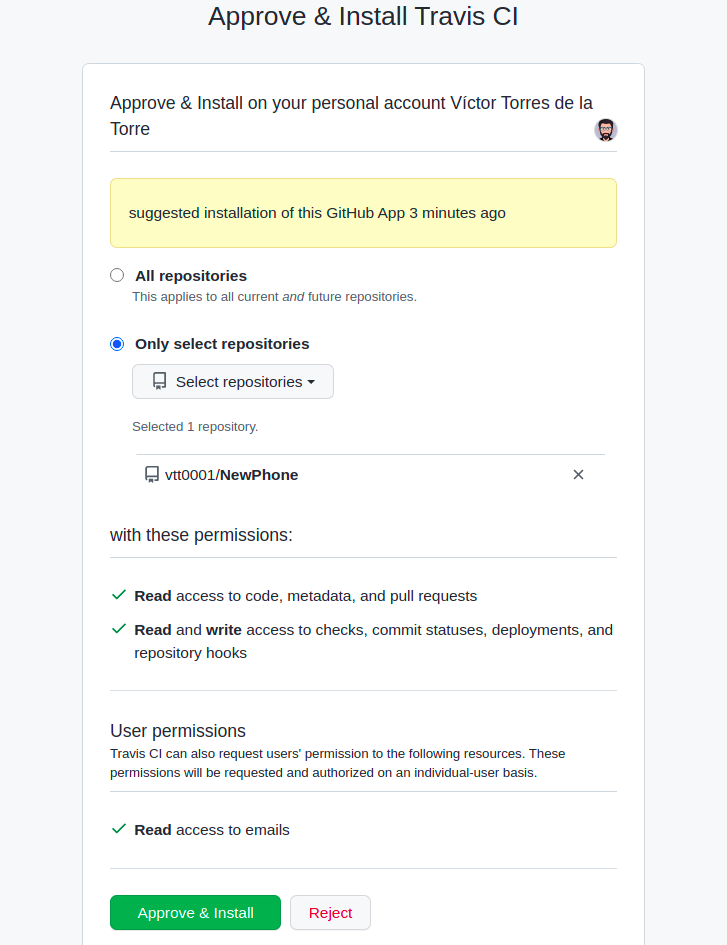 Approve & Install Travis CI
Approve & Install on your personal account Víctor Torres de la
Torre
suggested installation of this GitHub App 3 minutes ago
All repositories
This applies to all current and future repositories.
Only select repositories
Select repositories
Selected 1 repository.
vtt0001/NewPhone
with these permissions:
Read access to code, metadata, and pull requests
Read and write access to checks, commit statuses, deployments, and
repository hooks
User permissions
Travis CI can also request users' permission to the following resources. These
permissions will be requested and authorized on an individual-user basis.
Read access to emails
Approve & Install
Reject